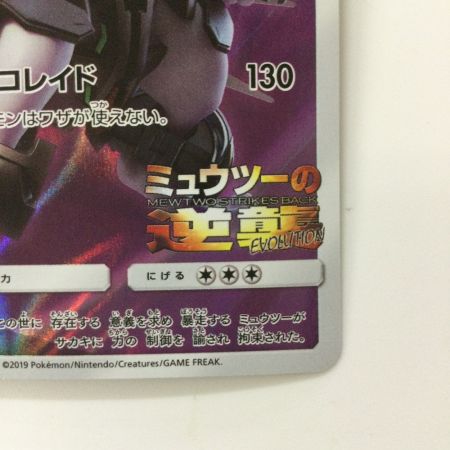 コレイド 130
モンはワザが使えない。
ミュウツーの
MEWTWO STRIKES BACK
逆襲
EVOLUTION
力 にげる
この世に 存在する 意義を求め 暴走する ミュウツーが
サカキに 力の 制御を 諭され 拘束された。
©2019 Pokémon/Nintendo/Creatures/GAME FREAK.